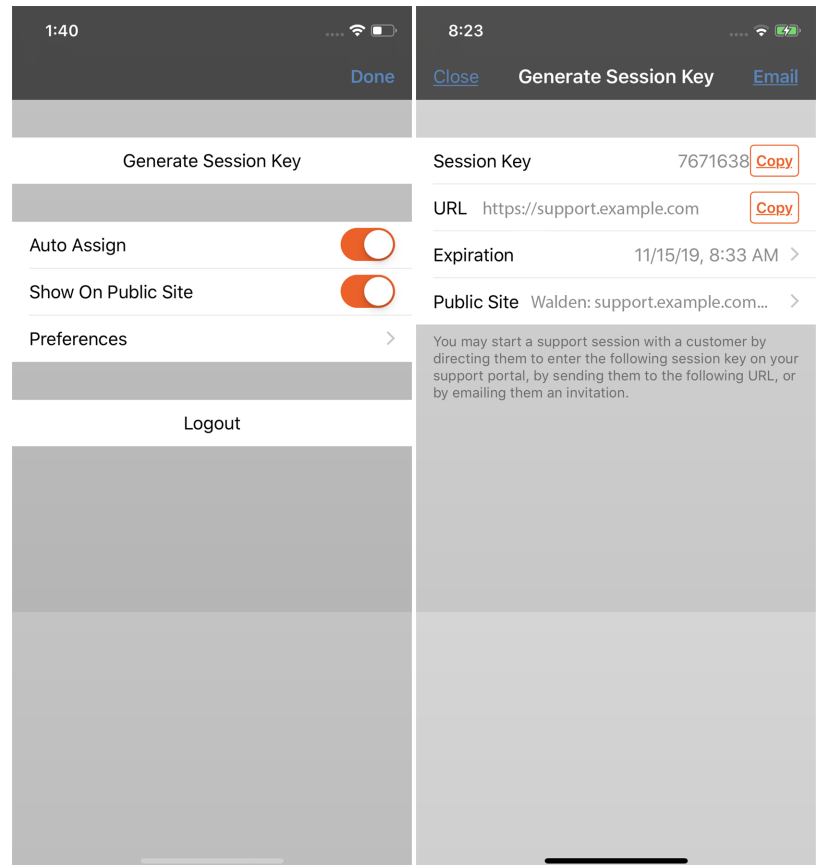 1:40
Done
Generate Session Key
Auto Assign
Show On Public Site
Preferences
Logout
8:23
Close Generate Session Key Email
Session Key 7671638 Copy
URL https://support.example.com Copy
Expiration 11/15/19, 8:33 AM
Public Site Walden: support.example.com...
You may start a support session with a customer by
directing them to enter the following session key on your
support portal, by sending them to the following URL, or
by emailing them an invitation.